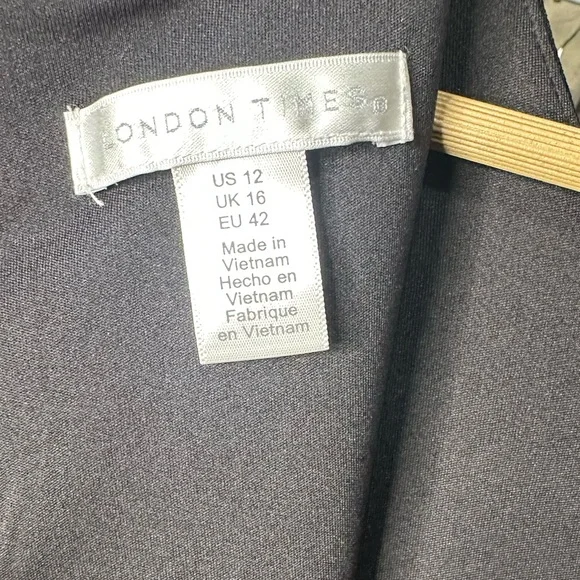 LONDON TIMES®
US 12
UK 16
EU 42
Made in
Vietnam
Hecho en
Vietnam
Fabrique
en Vietnam